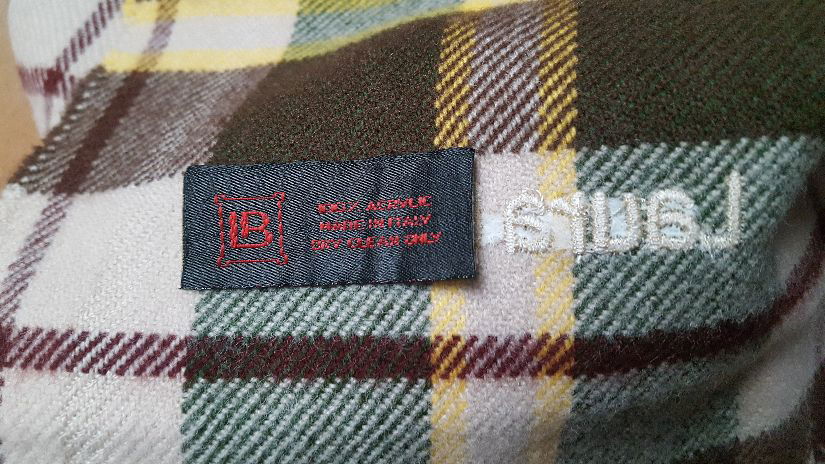 LB
100% ACRYLIC
MADE IN ITALY
DRY CLEAN ONLY
Laura